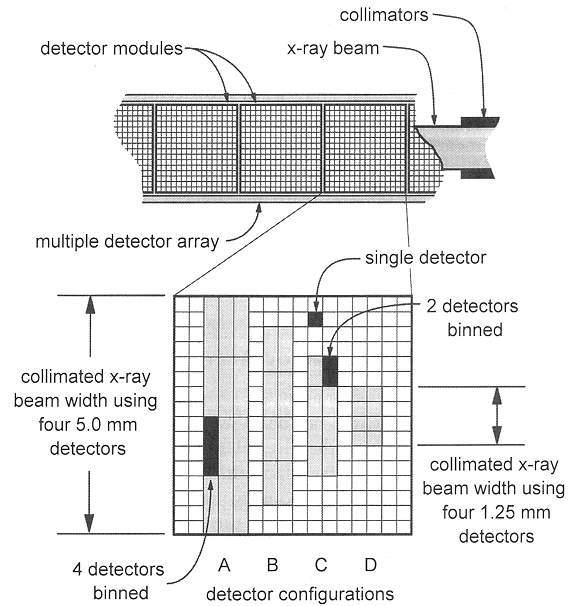 collimators
detector modules
x-ray beam
multiple detector array
single detector
2 detectors
binned
collimated x-ray
beam width using
four 5.0 mm
detectors
collimated x-ray
beam width using
four 1.25 mm
detectors
4 detectors
binned
A B C D
detector configurations